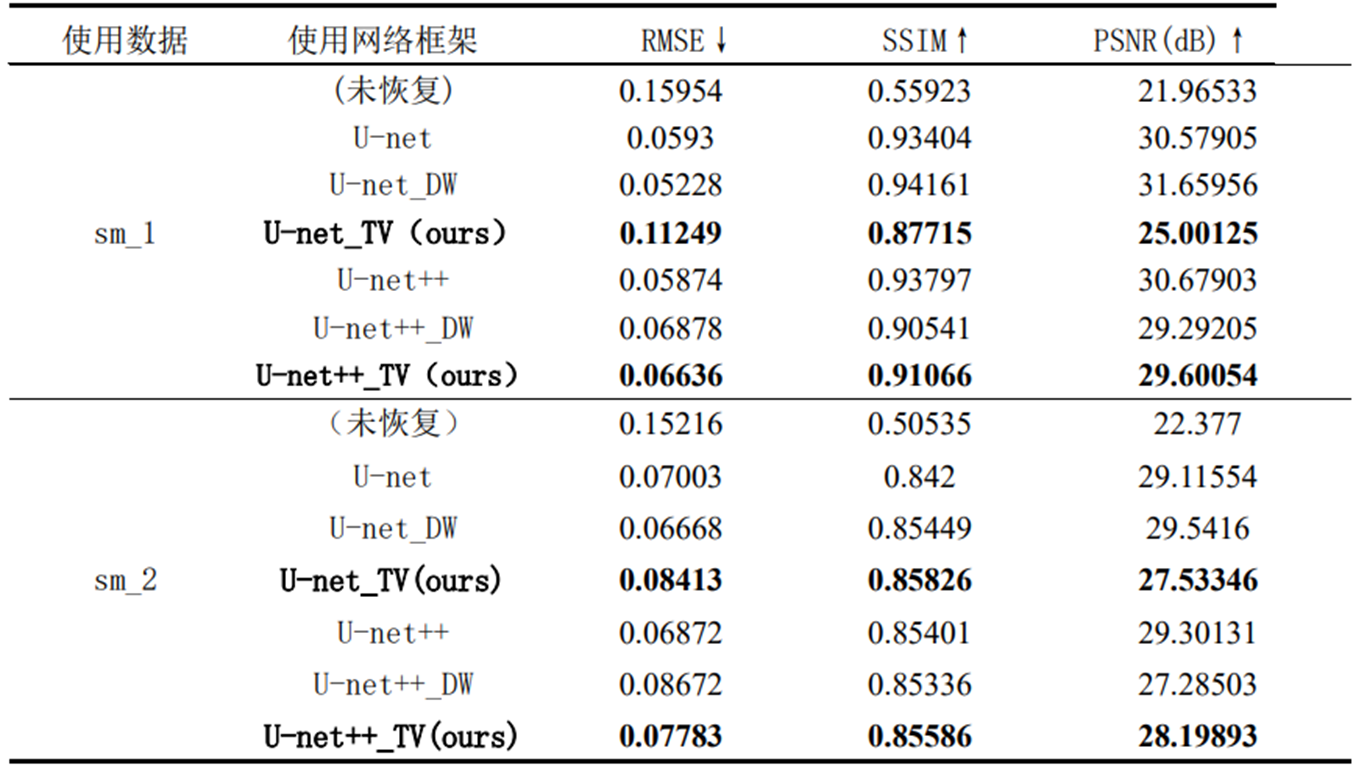 使用数据 使用网络框架 RMSE↓ SSIM↑ PSNR(dB)↑
(未恢复) 0.15954 0.55923 21.96533
U-net 0.0593 0.93404 30.57905
U-net_DW 0.05228 0.94161 31.65956
sm_1 U-net_TV（ours） 0.11249 0.87715 25.00125
U-net++ 0.05874 0.93797 30.67903
U-net++_DW 0.06878 0.90541 29.29205
U-net++_TV（ours） 0.06636 0.91066 29.60054
（未恢复） 0.15216 0.50535 22.377
U-net 0.07003 0.842 29.11554
U-net_DW 0.06668 0.85449 29.5416
sm_2 U-net_TV(ours) 0.08413 0.85826 27.53346
U-net++ 0.06872 0.85401 29.30131
U-net++_DW 0.08672 0.85336 27.28503
U-net++_TV(ours) 0.07783 0.85586 28.19893